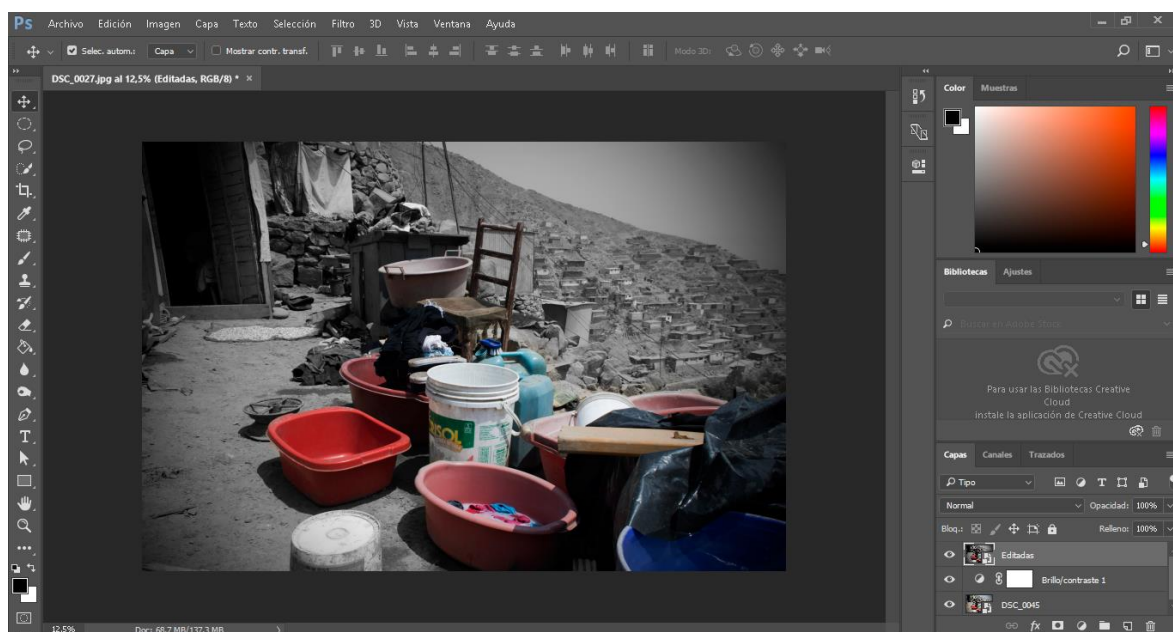 Ps Archivo Edición Imagen Capa Texto Selección Filtro 3D Vista Ventana Ayuda
Selec. autom.: Capa Mostrar contr. transf. Modo 3D:
DSC_0027.jpg al 12,5% (Editadas, RGB/8) * ×
Color Muestras
Bibliotecas Ajustes
Buscar en Adobe Stock
Para usar las Bibliotecas Creative
Cloud
instale la aplicación de Creative Cloud
Capas Canales Trazados
Tipo
Normal Opacidad: 100%
Bloq.: Relleno: 100%
Editadas
Brillo/contraste 1
DSC_0045
fx
12,5% Doc: 68,7 MB/137,3 MB